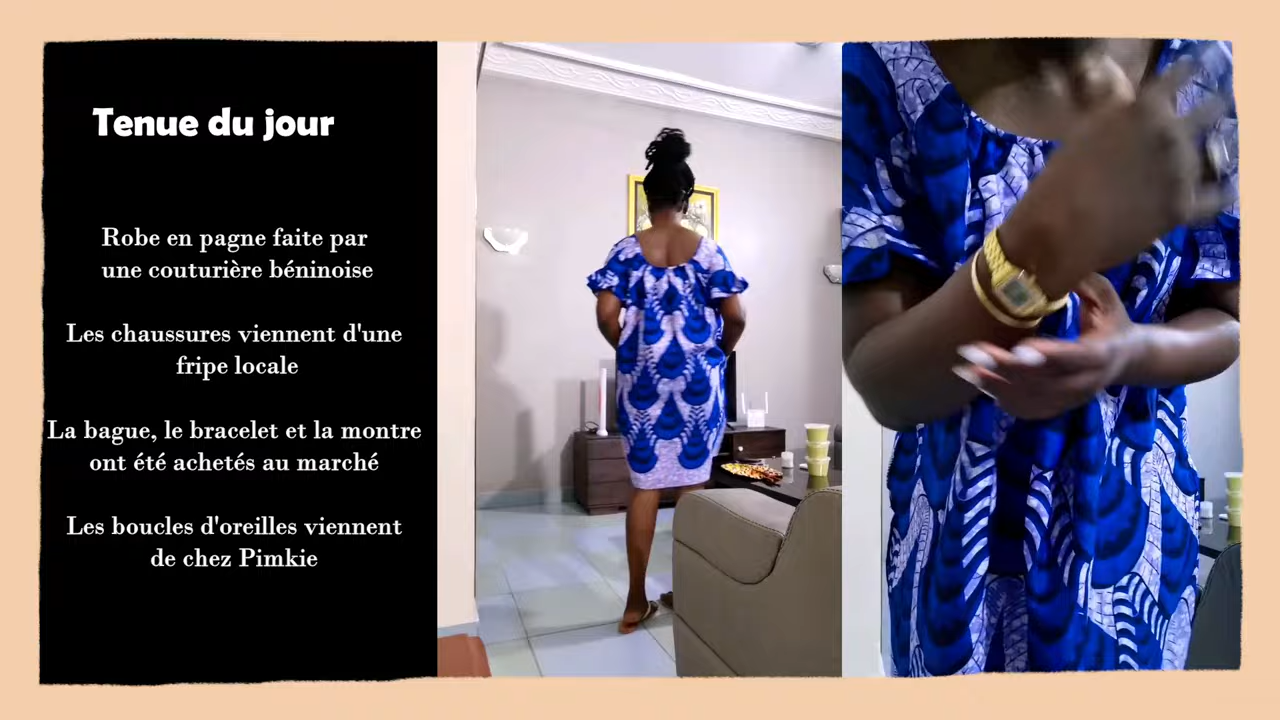 Tenue du jour
Robe en pagne faite par
une couturière béninoise
Les chaussures viennent d'une
fripe locale
La bague, le bracelet et la montre
ont été achetés au marché
Les boucles d'oreilles viennent
de chez Pimkie